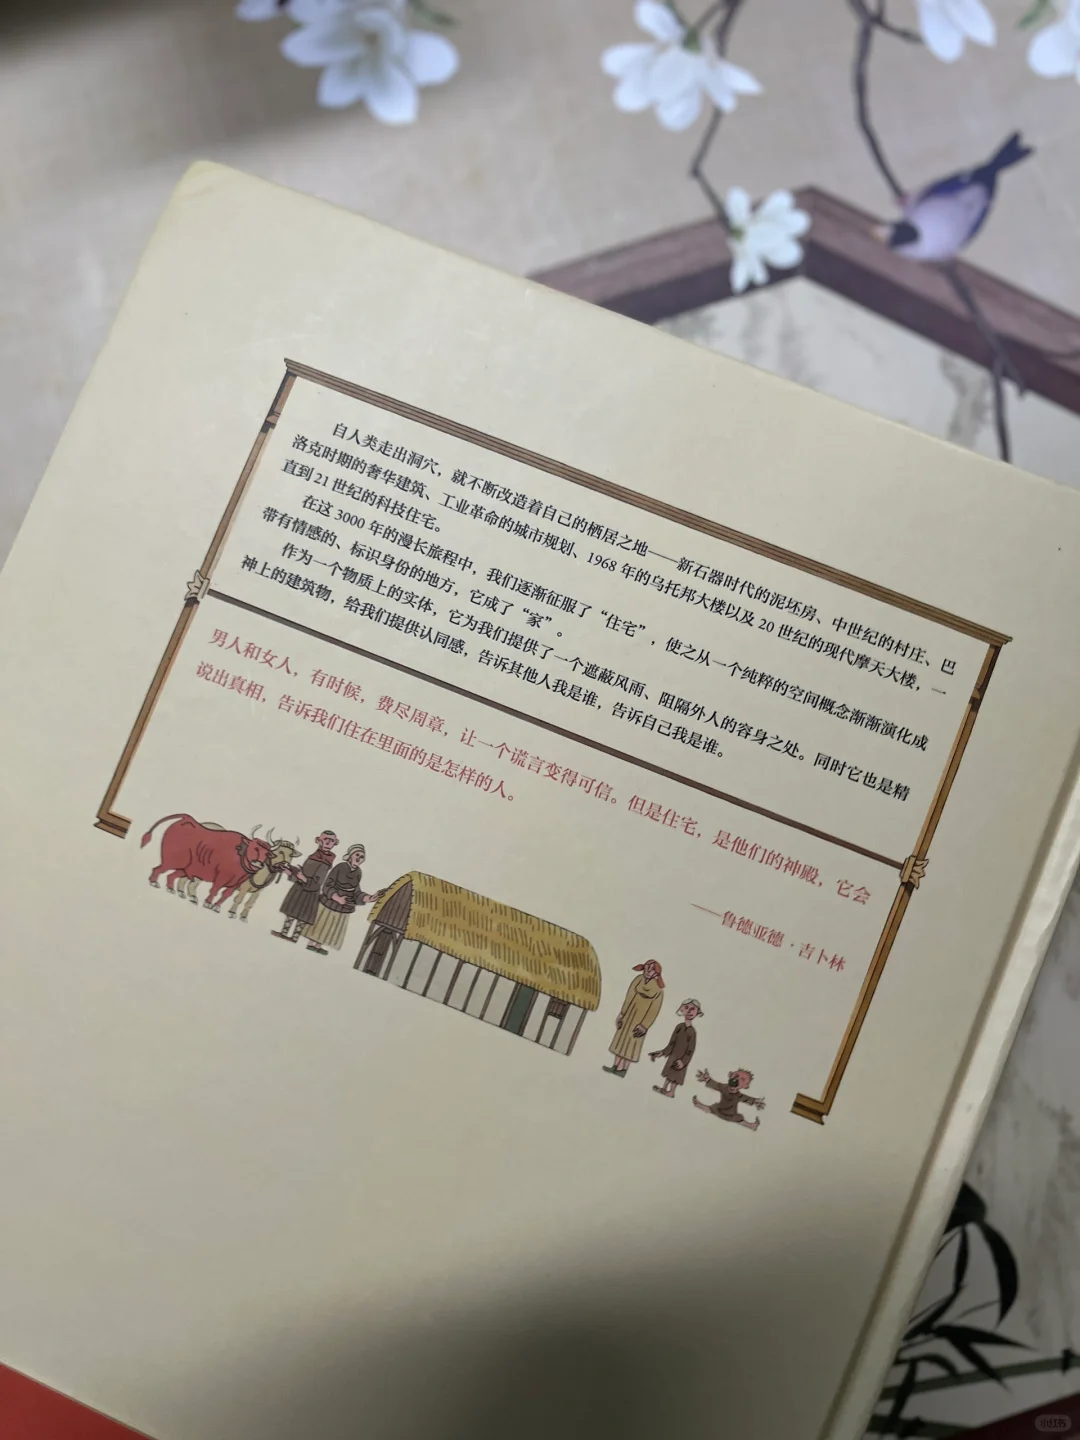 自人类走出洞穴，就不断改造着自己的栖居之地——新石器时代的泥坯房、中世纪的村庄、巴
洛克时期的奢华建筑、工业革命的城市规划、1968 年的乌托邦大楼以及 20 世纪的现代摩天大楼，一
直到 21 世纪的科技住宅。
在这 3000 年的漫长旅程中，我们逐渐征服了“住宅”，使之从一个纯粹的空间概念渐渐演化成
带有情感的、标识身份的地方，它成了“家”。
作为一个物质上的实体，它为我们提供了一个遮蔽风雨、阻隔外人的容身之处。同时它也是精
神上的建筑物，给我们提供认同感，告诉其他人我是谁，告诉自己我是谁。
男人和女人，有时候，费尽周章，让一个谎言变得可信。但是住宅，是他们的神殿，它会
说出真相，告诉我们住在里面的是怎样的人。
——鲁德亚德·吉卜林
小红书